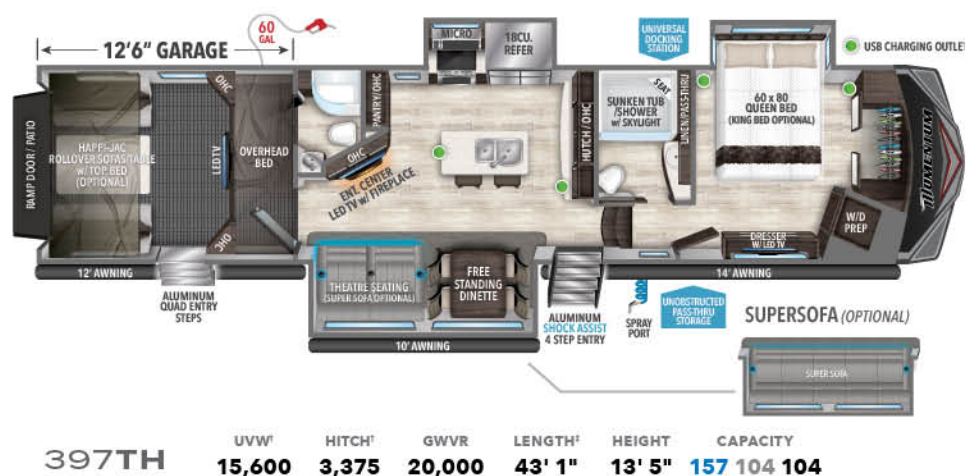 60
GAL
12'6" GARAGE
MICRO
18CU.
REFER
UNIVERSAL
DOCKING
STATION
USB CHARGING OUTLET
RAMP DOOR / PATIO
HAPPI-JAC
ROLLOVER SOFAS/TABLE
w/ TOP BED
(OPTIONAL)
OHC
LED TV
OHC
OVERHEAD
BED
PANTRY/OHC
OHC
ENT. CENTER
LED TV w/ FIREPLACE
HUTCH/OHC
SEAT
SUNKEN TUB
/SHOWER
w/ SKYLIGHT
LINEN/PASS-THRU
60 x 80
QUEEN BED
(KING BED OPTIONAL)
MOMENTUM
W/D
PREP
DRESSER
W/ LED TV
THEATRE SEATING
(SUPER SOFA OPTIONAL)
FREE
STANDING
DINETTE
12' AWNING
14' AWNING
10' AWNING
ALUMINUM
QUAD ENTRY
STEPS
ALUMINUM
SHOCK ASSIST
4 STEP ENTRY
SPRAY
PORT
UNOBSTRUCTED
PASS-THRU
STORAGE
SUPERSOFA (OPTIONAL)
SUPER SOFA
397TH
UVW† HITCH† GWVR LENGTH‡ HEIGHT CAPACITY
15,600 3,375 20,000 43' 1" 13' 5" 157 104 104